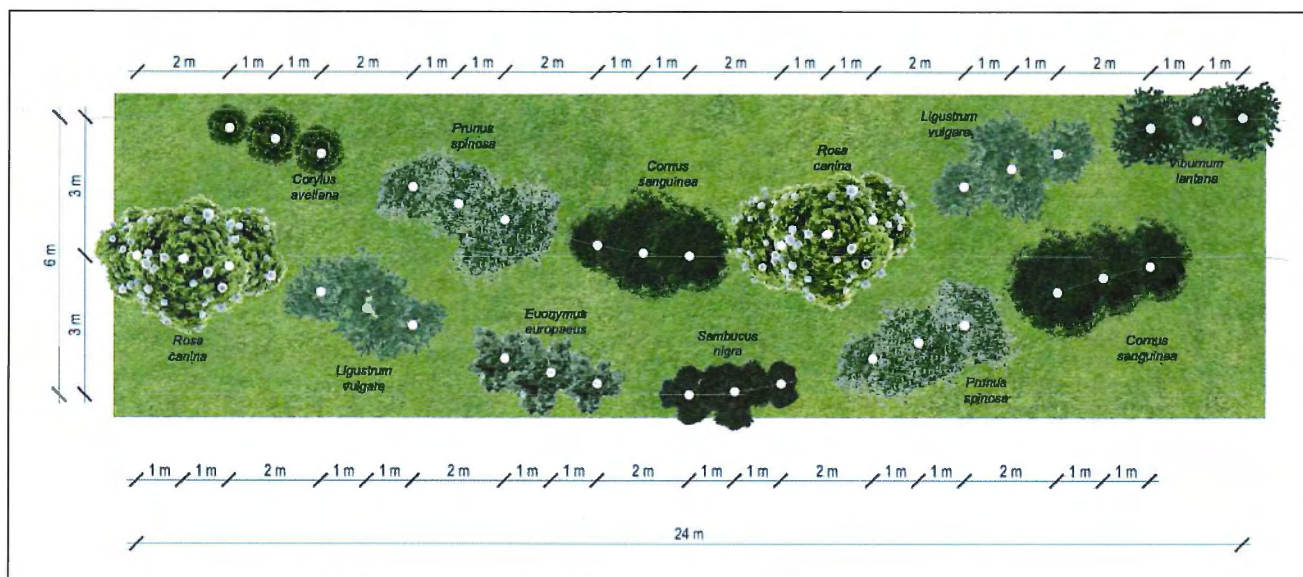 2 m 1 m 1 m 2 m 1 m 1 m 2 m 1 m 1 m 2 m 1 m 1 m 2 m 1 m 1 m 2 m 1 m 1 m
6 m
3 m
3 m
Corylus
avellana
Prunus
spinosa
Cornus
sanguinea
Rosa
canina
Ligustrum
vulgare
Viburnum
lantana
Rosa
canina
Ligustrum
vulgare
Euonymus
europaeus
Sambucus
nigra
Prunus
spinosa
Cornus
sanguinea
1 m 1 m 2 m 1 m 1 m 2 m 1 m 1 m 2 m 1 m 1 m 2 m 1 m 1 m 2 m 1 m 1 m
24 m